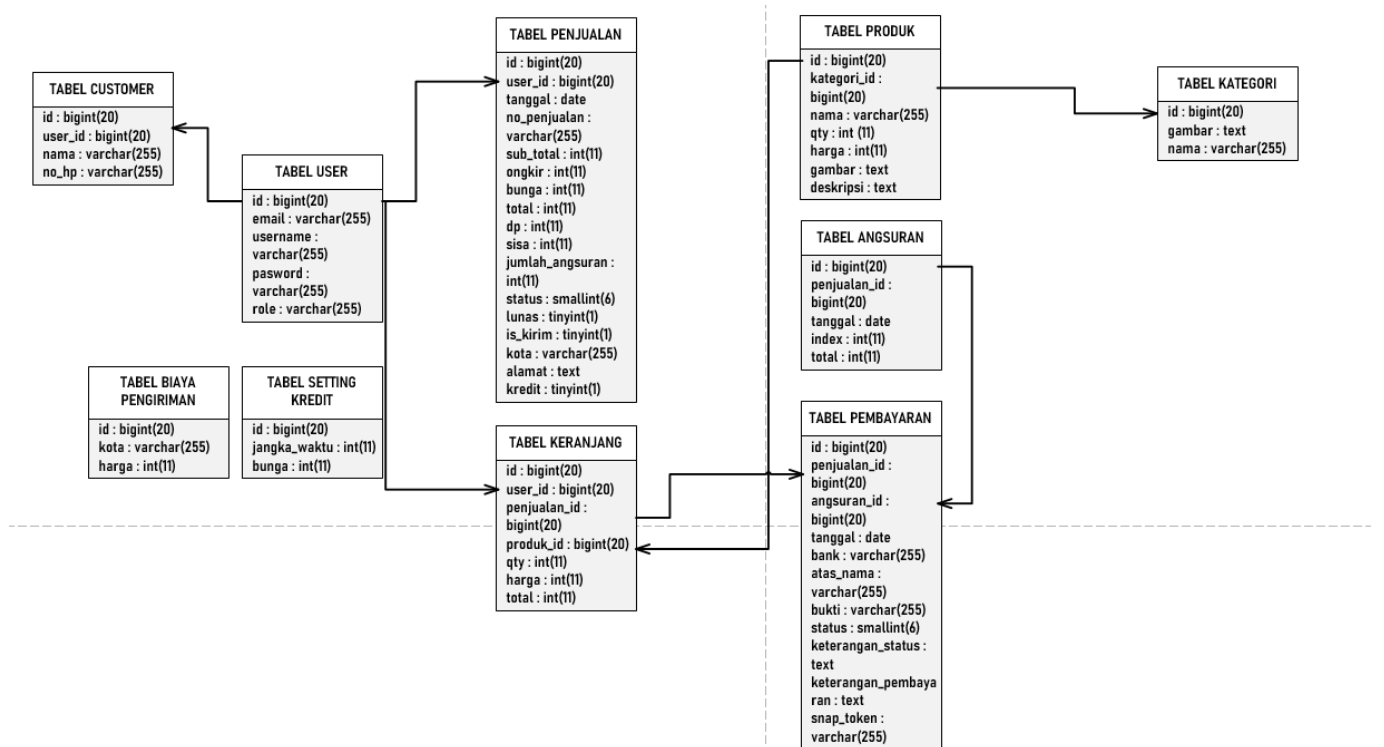 TABEL CUSTOMER
id : bigint(20)
user_id : bigint(20)
nama : varchar(255)
no_hp : varchar(255)
TABEL USER
id : bigint(20)
email : varchar(255)
username :
varchar(255)
pasword :
varchar(255)
role : varchar(255)
TABEL BIAYA
PENGIRIMAN
id : bigint(20)
kota : varchar(255)
harga : int(11)
TABEL SETTING
KREDIT
id : bigint(20)
jangka_waktu : int(11)
bunga : int(11)
TABEL PENJUALAN
id : bigint(20)
user_id : bigint(20)
tanggal : date
no_penjualan :
varchar(255)
sub_total : int(11)
ongkir : int(11)
bunga : int(11)
total : int(11)
dp : int(11)
sisa : int(11)
jumlah_angsuran :
int(11)
status : smallint(6)
lunas : tinyint(1)
is_kirim : tinyint(1)
kota : varchar(255)
alamat : text
kredit : tinyint(1)
TABEL KERANJANG
id : bigint(20)
user_id : bigint(20)
penjualan_id :
bigint(20)
produk_id : bigint(20)
qty : int(11)
harga : int(11)
total : int(11)
TABEL PRODUK
id : bigint(20)
kategori_id :
bigint(20)
nama : varchar(255)
qty : int (11)
harga : int(11)
gambar : text
deskripsi : text
TABEL ANGSURAN
id : bigint(20)
penjualan_id :
bigint(20)
tanggal : date
index : int(11)
total : int(11)
TABEL PEMBAYARAN
id : bigint(20)
penjualan_id :
bigint(20)
angsuran_id :
bigint(20)
tanggal : date
bank : varchar(255)
atas_nama :
varchar(255)
bukti : varchar(255)
status : smallint(6)
keterangan_status :
text
keterangan_pembaya
ran : text
snap_token :
varchar(255)
TABEL KATEGORI
id : bigint(20)
gambar : text
nama : varchar(255)